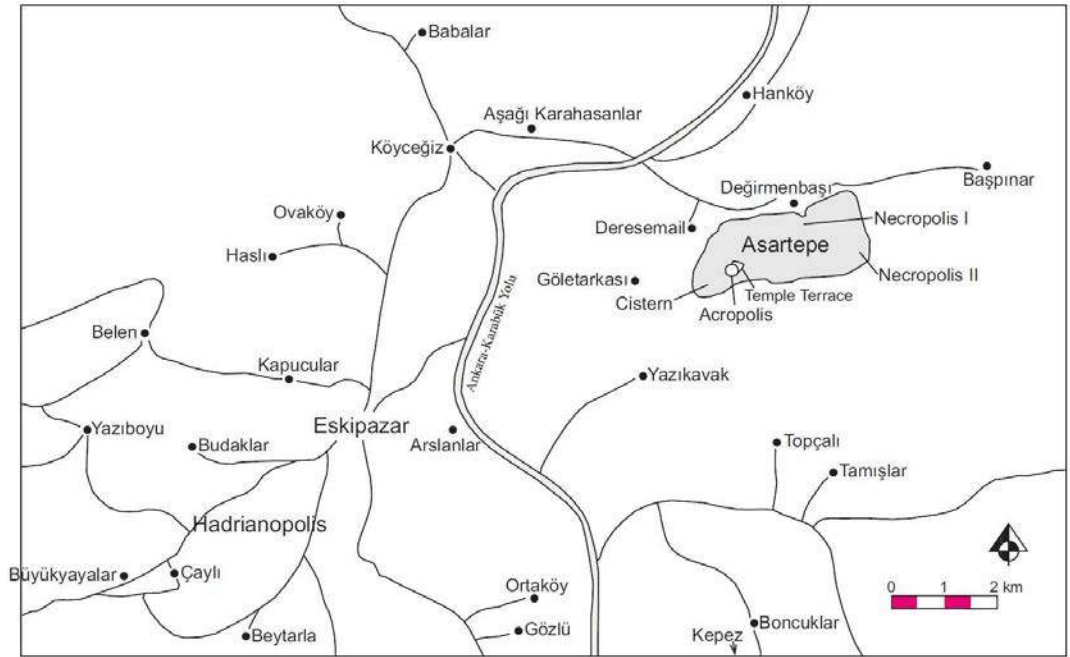 Babalar
Hanköy
Aşağı Karahasanlar
Köyceğiz
Başpınar
Değirmenbaşı
Ovaköy
Necropolis I
Deresemail
Asartepe
Haslı
Necropolis II
Göletarkası
Temple Terrace
Cistern
Acropolis
Ankara-Karabük Yolu
Belen
Kapucular
Yazıkavak
Eskipazar
Yazıboyu
Budaklar
Arslanlar
Topçalı
Tamışlar
Hadrianopolis
Büyükyayalar
Çaylı
Ortaköy
0 1 2 km
Gözlü
Boncuklar
Beytarla
Kepez